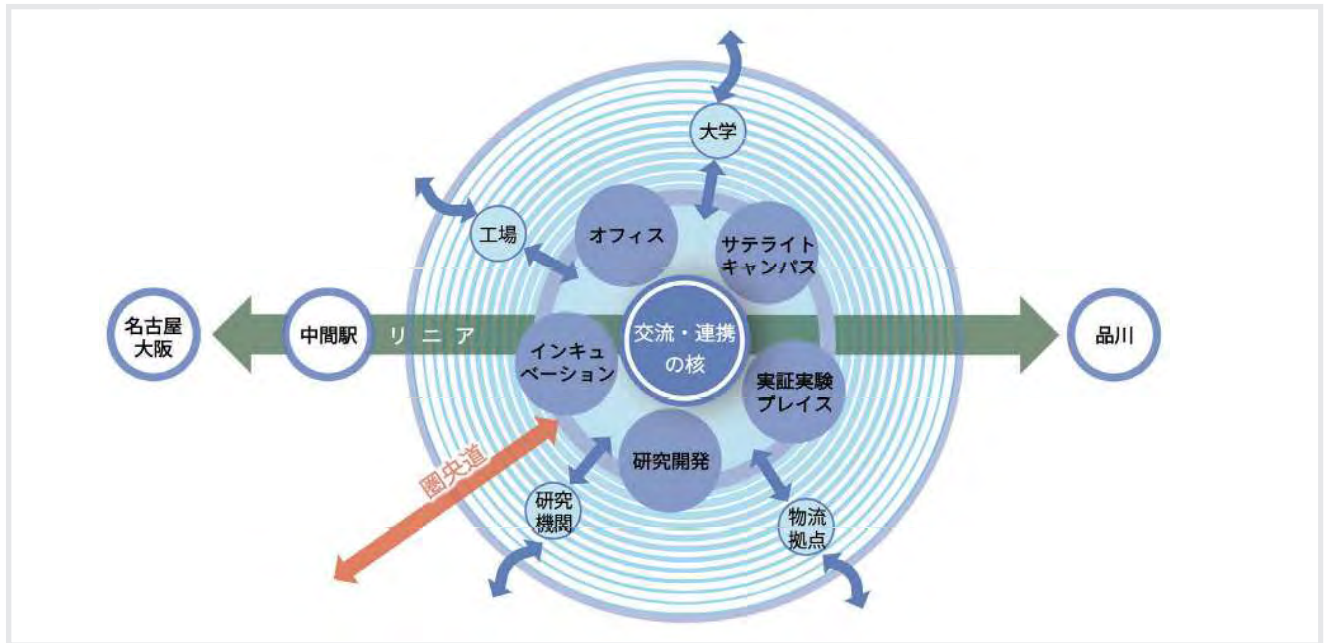 大学
工場
オフィス
サテライト
キャンパス
名古屋
大阪
中間駅
リニア
交流・連携
の核
品川
インキュ
ベーション
実証実験
プレイス
研究開発
圏央道
研究
機関
物流
拠点